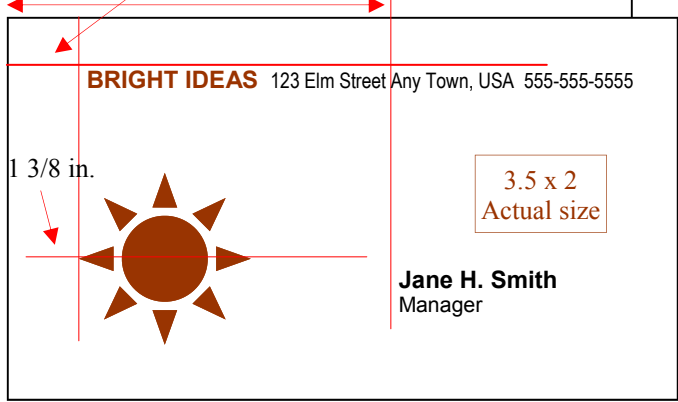 BRIGHT IDEAS 123 Elm Street Any Town, USA 555-555-5555
1 3/8 in.
3.5 x 2
Actual size
Jane H. Smith
Manager